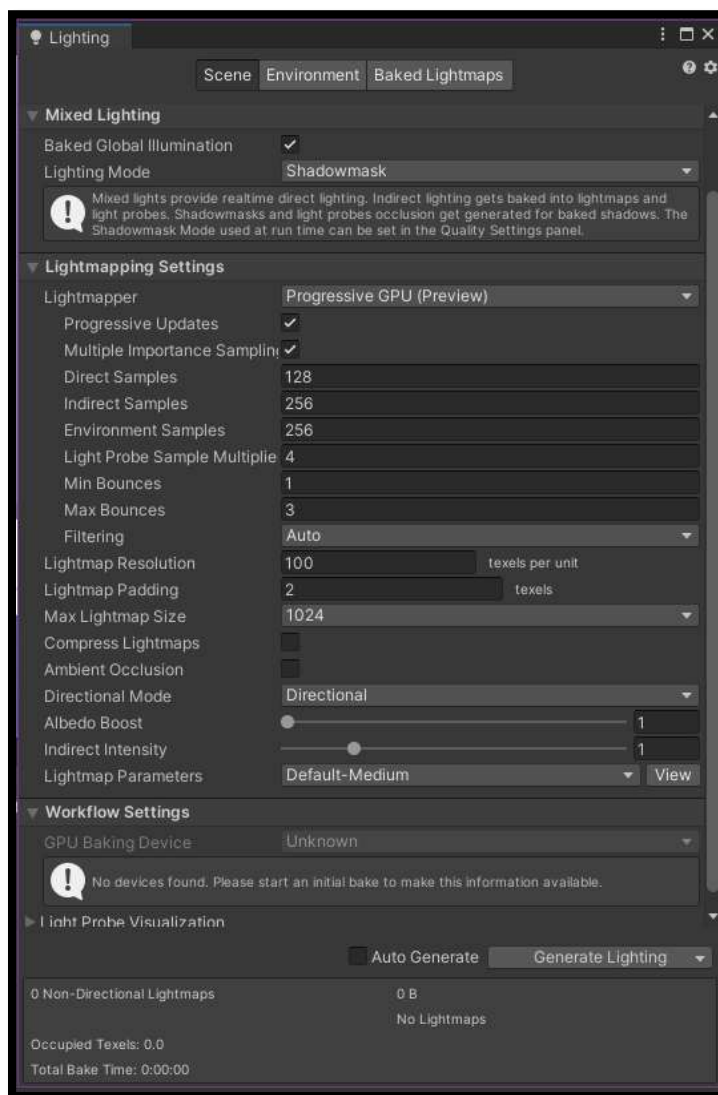 Lighting
Scene Environment Baked Lightmaps
Mixed Lighting
Baked Global Illumination
Lighting Mode Shadowmask
Mixed lights provide realtime direct lighting. Indirect lighting gets baked into lightmaps and
light probes. Shadowmasks and light probes occlusion get generated for baked shadows. The
Shadowmask Mode used at run time can be set in the Quality Settings panel.
Lightmapping Settings
Lightmapper Progressive GPU (Preview)
Progressive Updates
Multiple Importance Sampling
Direct Samples 128
Indirect Samples 256
Environment Samples 256
Light Probe Sample Multiplie 4
Min Bounces 1
Max Bounces 3
Filtering Auto
Lightmap Resolution 100 texels per unit
Lightmap Padding 2 texels
Max Lightmap Size 1024
Compress Lightmaps
Ambient Occlusion
Directional Mode Directional
Albedo Boost 1
Indirect Intensity 1
Lightmap Parameters Default-Medium View
Workflow Settings
GPU Baking Device Unknown
No devices found. Please start an initial bake to make this information available.
Light Probe Visualization
Auto Generate Generate Lighting
0 Non-Directional Lightmaps 0 B
No Lightmaps
Occupied Texels: 0.0
Total Bake Time: 0:00:00